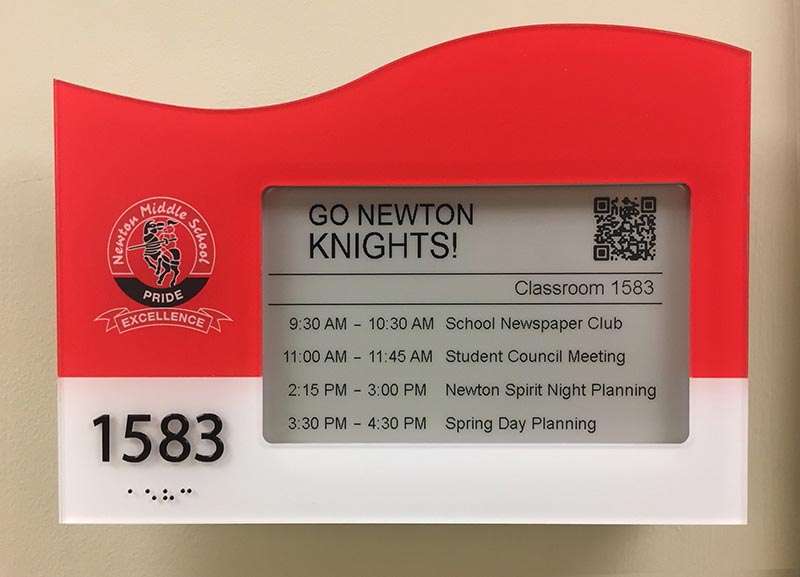 GO NEWTON
KNIGHTS!
Classroom 1583
9:30 AM – 10:30 AM School Newspaper Club
11:00 AM – 11:45 AM Student Council Meeting
2:15 PM – 3:00 PM Newton Spirit Night Planning
3:30 PM – 4:30 PM Spring Day Planning
Newton Middle School
PRIDE
EXCELLENCE
1583